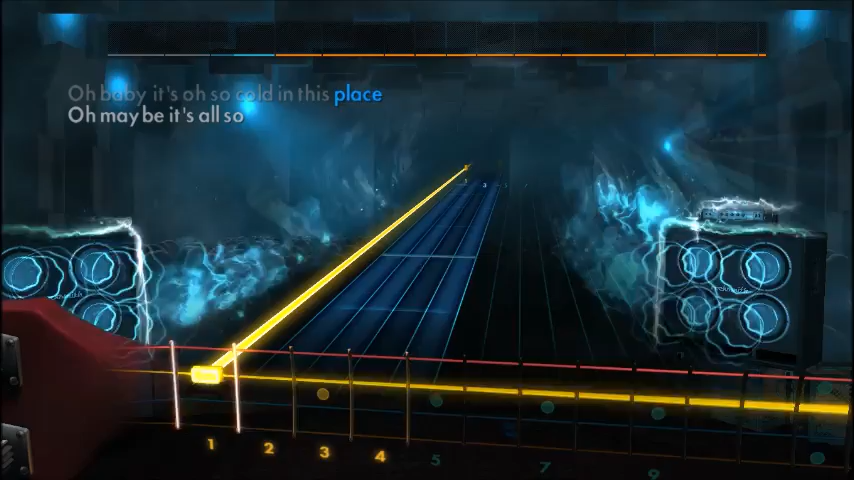 Oh baby it's oh so cold in this place
Oh may be it's all so
3
1 2 3 4 5 7 9